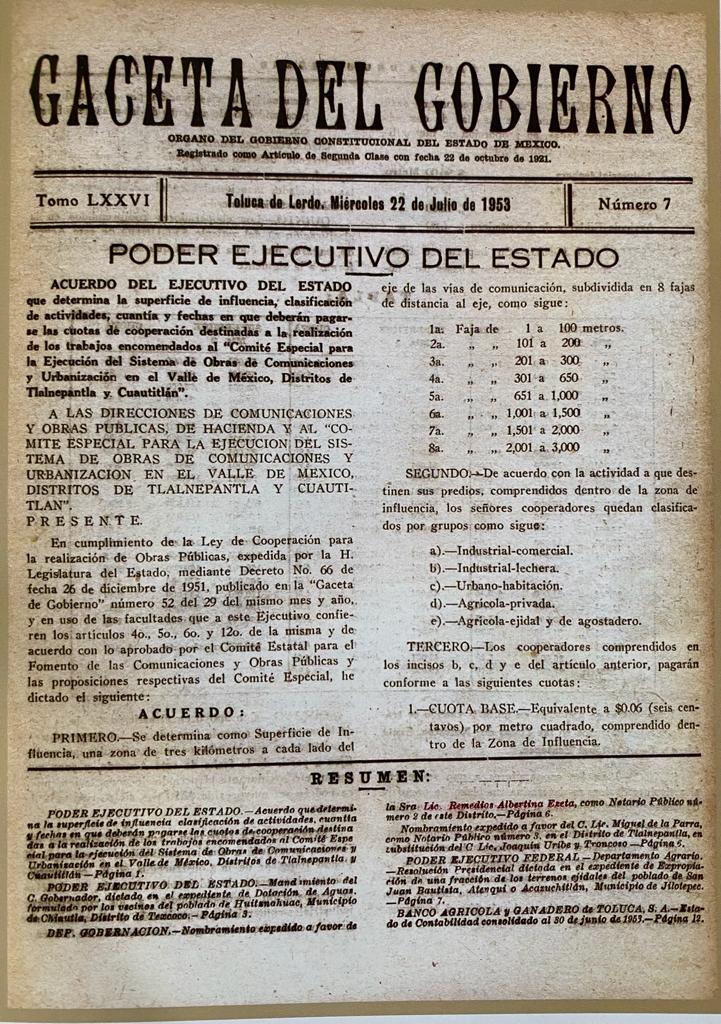 GACETA DEL GOBIERNO
ORGANO DEL GOBIERNO CONSTITUCIONAL DEL ESTADO DE MEXICO.
Registrado como Artículo de Segunda Clase con fecha 22 de octubre de 1921.
Tomo LXXVI
Toluca de Lerdo, Miércoles 22 de Julio de 1953
Número 7
PODER EJECUTIVO DEL ESTADO
ACUERDO DEL EJECUTIVO DEL ESTADO
que determina la superficie de influencia, clasificación
de actividades, cuantía y fechas en que deberán pagar-
se las cuotas de cooperación destinadas a la realización
de los trabajos encomendados al "Comité Especial para
la Ejecución del Sistema de Obras de Comunicaciones
y Urbanización en el Valle de México, Distritos de
Tlalnepantla y Cuautitlán".
A LAS DIRECCIONES DE COMUNICACIONES
Y OBRAS PUBLICAS, DE HACIENDA Y AL "CO-
MITE ESPECIAL PARA LA EJECUCION DEL SIS-
TEMA DE OBRAS DE COMUNICACIONES Y
URBANIZACION EN EL VALLE DE MEXICO,
DISTRITOS DE TLALNEPANTLA Y CUAUTI-
TLAN".
PRESENTE.
En cumplimiento de la Ley de Cooperación para
la realización de Obras Públicas, expedida por la H.
Legislatura del Estado, mediante Decreto No. 66 de
fecha 26 de diciembre de 1951, publicado en la "Gaceta
de Gobierno" número 52 del 29 del mismo mes y año,
y en uso de las facultades que a este Ejecutivo confie-
ren los artículos 4o., 5o., 6o. y 12o. de la misma y de
acuerdo con lo aprobado por el Comité Estatal para el
Fomento de las Comunicaciones y Obras Públicas y
las proposiciones respectivas del Comité Especial, he
dictado el siguiente:
ACUERDO:
PRIMERO.—Se determina como Superficie de In-
fluencia, una zona de tres kilómetros a cada lado del
eje de las vías de comunicación, subdividida en 8 fajas
de distancia al eje, como sigue:
1a. Faja de 1 a 100 metros.
2a. „ „ 101 a 200 „
3a. „ „ 201 a 300 „
4a. „ „ 301 a 650 „
5a. „ „ 651 a 1,000 „
6a. „ „ 1,001 a 1,500 „
7a. „ „ 1,501 a 2,000 „
8a. „ „ 2,001 a 3,000 „
SEGUNDO.—De acuerdo con la actividad a que des-
tinen sus predios, comprendidos dentro de la zona de
influencia, los señores cooperadores quedan clasifica-
dos por grupos como sigue:
a).—Industrial-comercial.
b).—Industrial-lechera.
c).—Urbano-habitación.
d).—Agrícola-privada.
e).—Agrícola-ejidal y de agostadero.
TERCERO.—Los cooperadores comprendidos en
los incisos b, c, d y e del artículo anterior, pagarán
conforme a las siguientes cuotas:
1.—CUOTA BASE.—Equivalente a $0.06 (seis cen-
tavos) por metro cuadrado, comprendido den-
tro de la Zona de Influencia.
RESUMEN:
PODER EJECUTIVO DEL ESTADO.—Acuerdo que determi-
na la superficie de influencia clasificación de actividades, cuantía
y fechas en que deberán pagarse las cuotas de cooperación destina
das a la realización de los trabajos encomendados al Comité Espe
cial para la ejecución del Sistema de Obras de Comunicaciones y
Urbanización en el Valle de México, Distritos de Tlalnepantla y
Cuautitlán —Página 1.
PODER EJECUTIVO DEL ESTADO.—Mandamiento del
C. Gobernador, dictado en el expediente de Dotación de Aguas,
formulado por los vecinos del poblado de Huitznahuac, Municipio
de Chiautla, Distrito de Texcoco.—Página 3.
DEP. GOBERNACION.—Nombramiento expedido a favor de
la Sra Lic. Remedios Albertina Ezeta, como Notario Público nú-
mero 2 de este Distrito.—Página 6.
Nombramiento expedido a favor del C. Lic. Miguel de la Parra,
como Notario Público número 3, en el Distrito de Tlalnepantla, en
substitución del C Lic. Joaquín Uribe y Troncoso —Página 6.
PODER EJECUTIVO FEDERAL —Departamento Agrario.
—Resolución Presidencial dictada en el expediente de Expropia-
ción de una fracción de los terrenos ejidales del poblado de San
Juan Bautista, Atenqui o Acazuchitlán, Municipio de Jilotepec.
—Página 7.
BANCO AGRICOLA y GANADERO de TOLUCA, S. A.—Esta-
do de Contabilidad consolidado al 30 de junio de 1953.—Página 12.